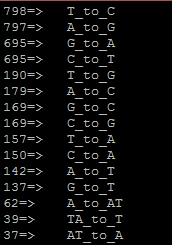 798=> T_to_C
797=> A_to_G
695=> G_to_A
695=> C_to_T
190=> T_to_G
179=> A_to_C
169=> G_to_C
169=> C_to_G
157=> T_to_A
150=> C_to_A
142=> A_to_T
137=> G_to_T
62=> A_to_AT
39=> TA_to_T
37=> AT_to_A